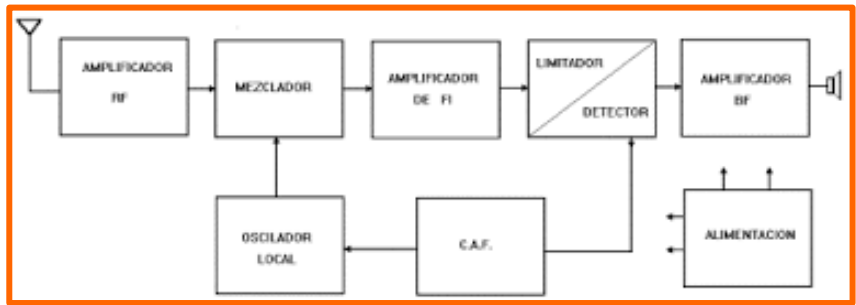 AMPLIFICADOR
RF
MEZCLADOR
AMPLIFICADOR
DE FI
LIMITADOR
DETECTOR
AMPLIFICADOR
BF
OSCILADOR
LOCAL
C.A.F.
ALIMENTACION